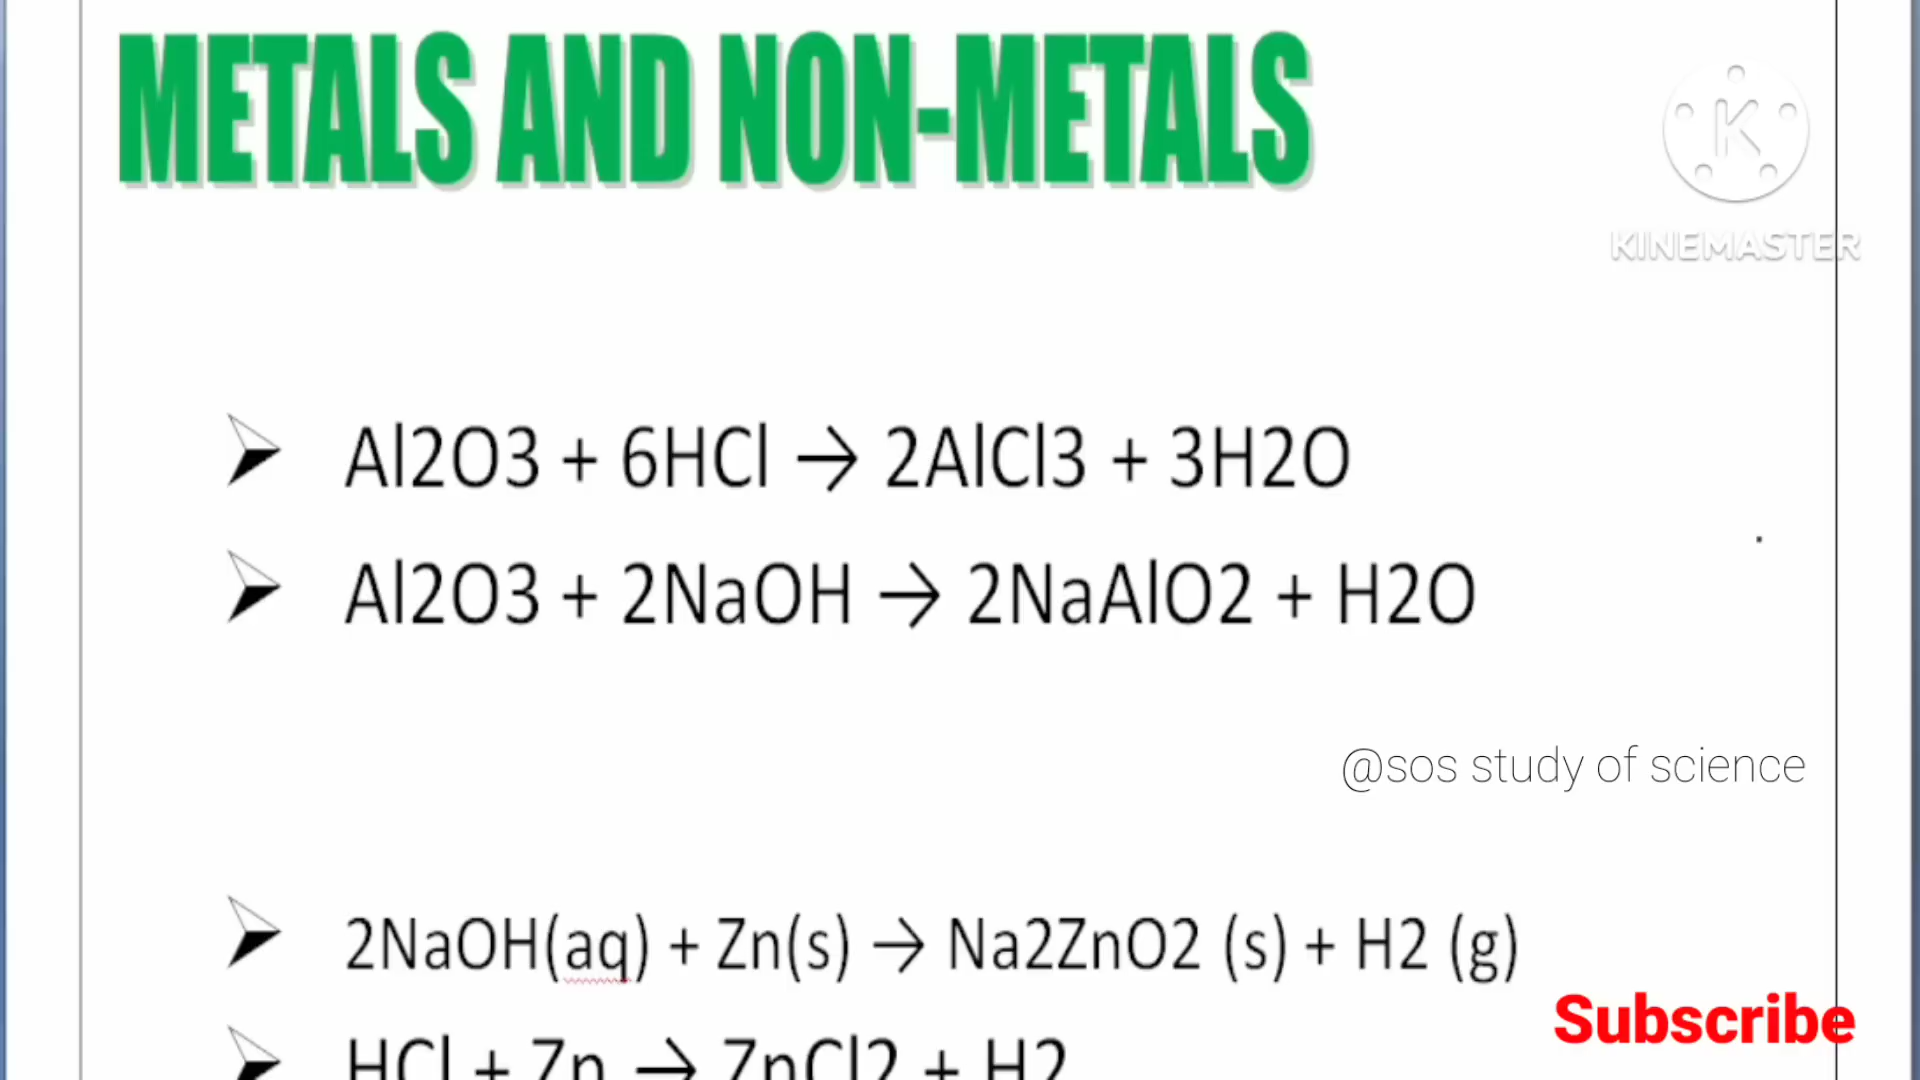 METALS AND NON-METALS
KINEMASTER
Al2O3 + 6HCl → 2AlCl3 + 3H2O
Al2O3 + 2NaOH → 2NaAlO2 + H2O
@sos study of science
2NaOH(aq) + Zn(s) → Na2ZnO2 (s) + H2 (g)
Subscribe
HCl + Zn → ZnCl2 + H2